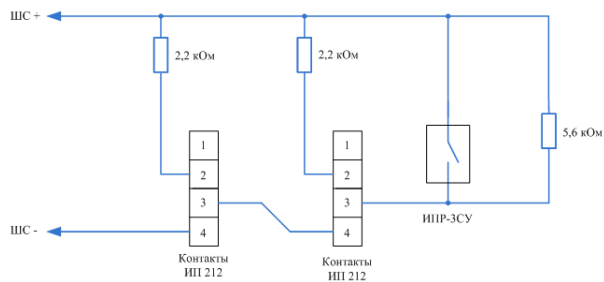 ШС +
2,2 кОм
2,2 кОм
5,6 кОм
1
2
3
4
1
2
3
4
ИПР-3СУ
ШС -
Контакты
ИП 212
Контакты
ИП 212